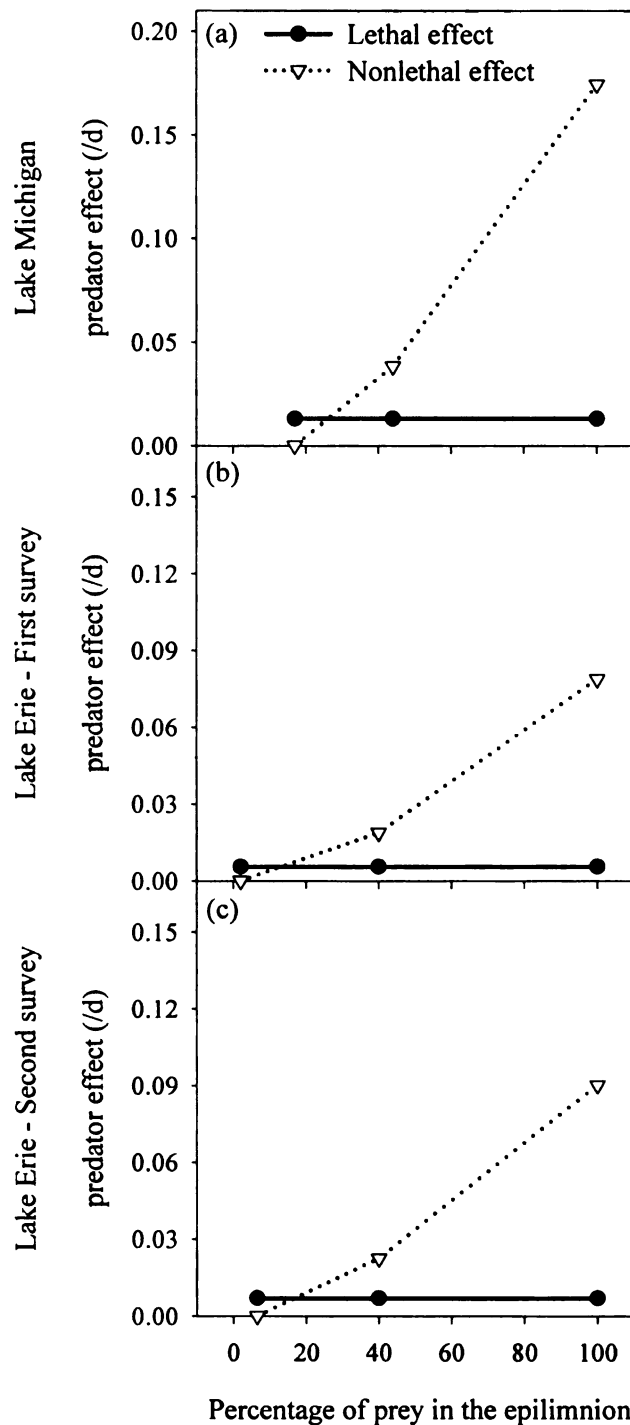 (a)
Lethal effect
Nonlethal effect
Lake Michigan
predator effect (/d)
0.20
0.15
0.10
0.05
0.00
(b)
Lake Erie - First survey
predator effect (/d)
0.15
0.12
0.09
0.06
0.03
0.00
(c)
Lake Erie - Second survey
predator effect (/d)
0.15
0.12
0.09
0.06
0.03
0.00
0 20 40 60 80 100
Percentage of prey in the epilimnion